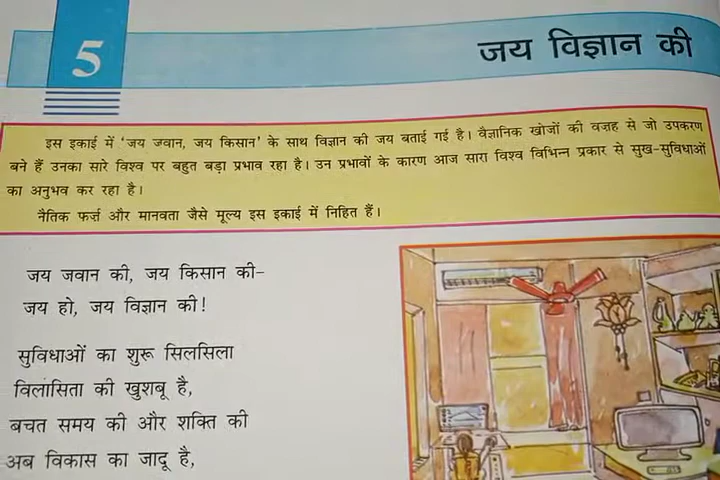 5
जय विज्ञान की
इस इकाई में 'जय जवान, जय किसान' के साथ विज्ञान की जय बताई गई है। वैज्ञानिक खोजों की वज़ह से जो उपकरण
बने हैं उनका सारे विश्व पर बहुत बड़ा प्रभाव रहा है। उन प्रभावों के कारण आज सारा विश्व विभिन्न प्रकार से सुख-सुविधाओं
का अनुभव कर रहा है।
नैतिक फर्ज़ और मानवता जैसे मूल्य इस इकाई में निहित हैं।
जय जवान की, जय किसान की-
जय हो, जय विज्ञान की!
सुविधाओं का शुरू सिलसिला
विलासिता की खुशबू है,
बचत समय की और शक्ति की
अब विकास का जादू है,